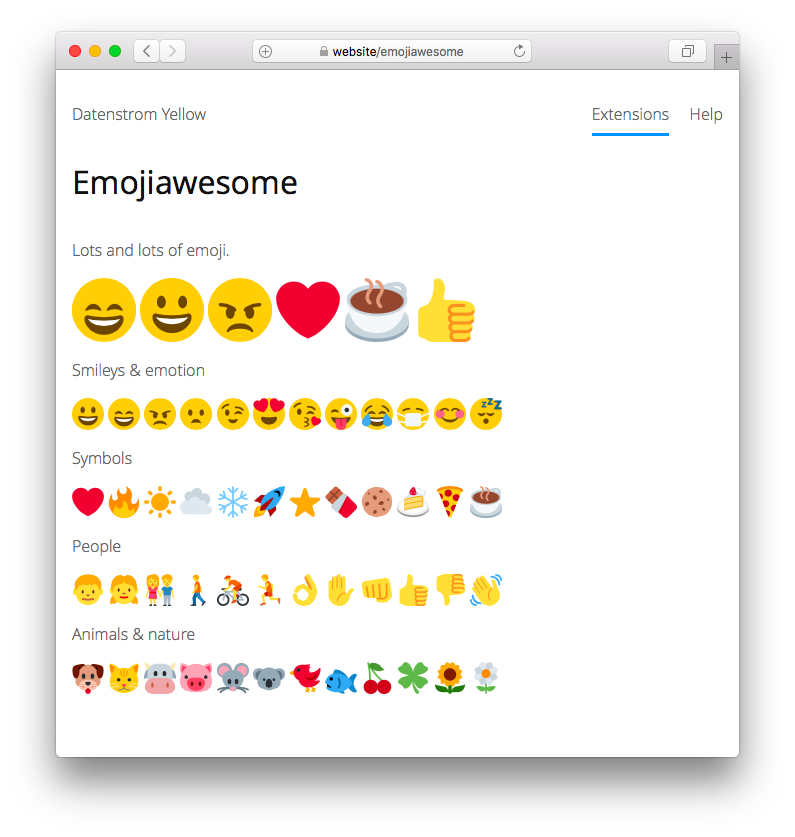 website/emojiawesome
Datenstrom Yellow
Extensions
Help
Emojiawesome
Lots and lots of emoji.
Smileys & emotion
Symbols
People
Animals & nature